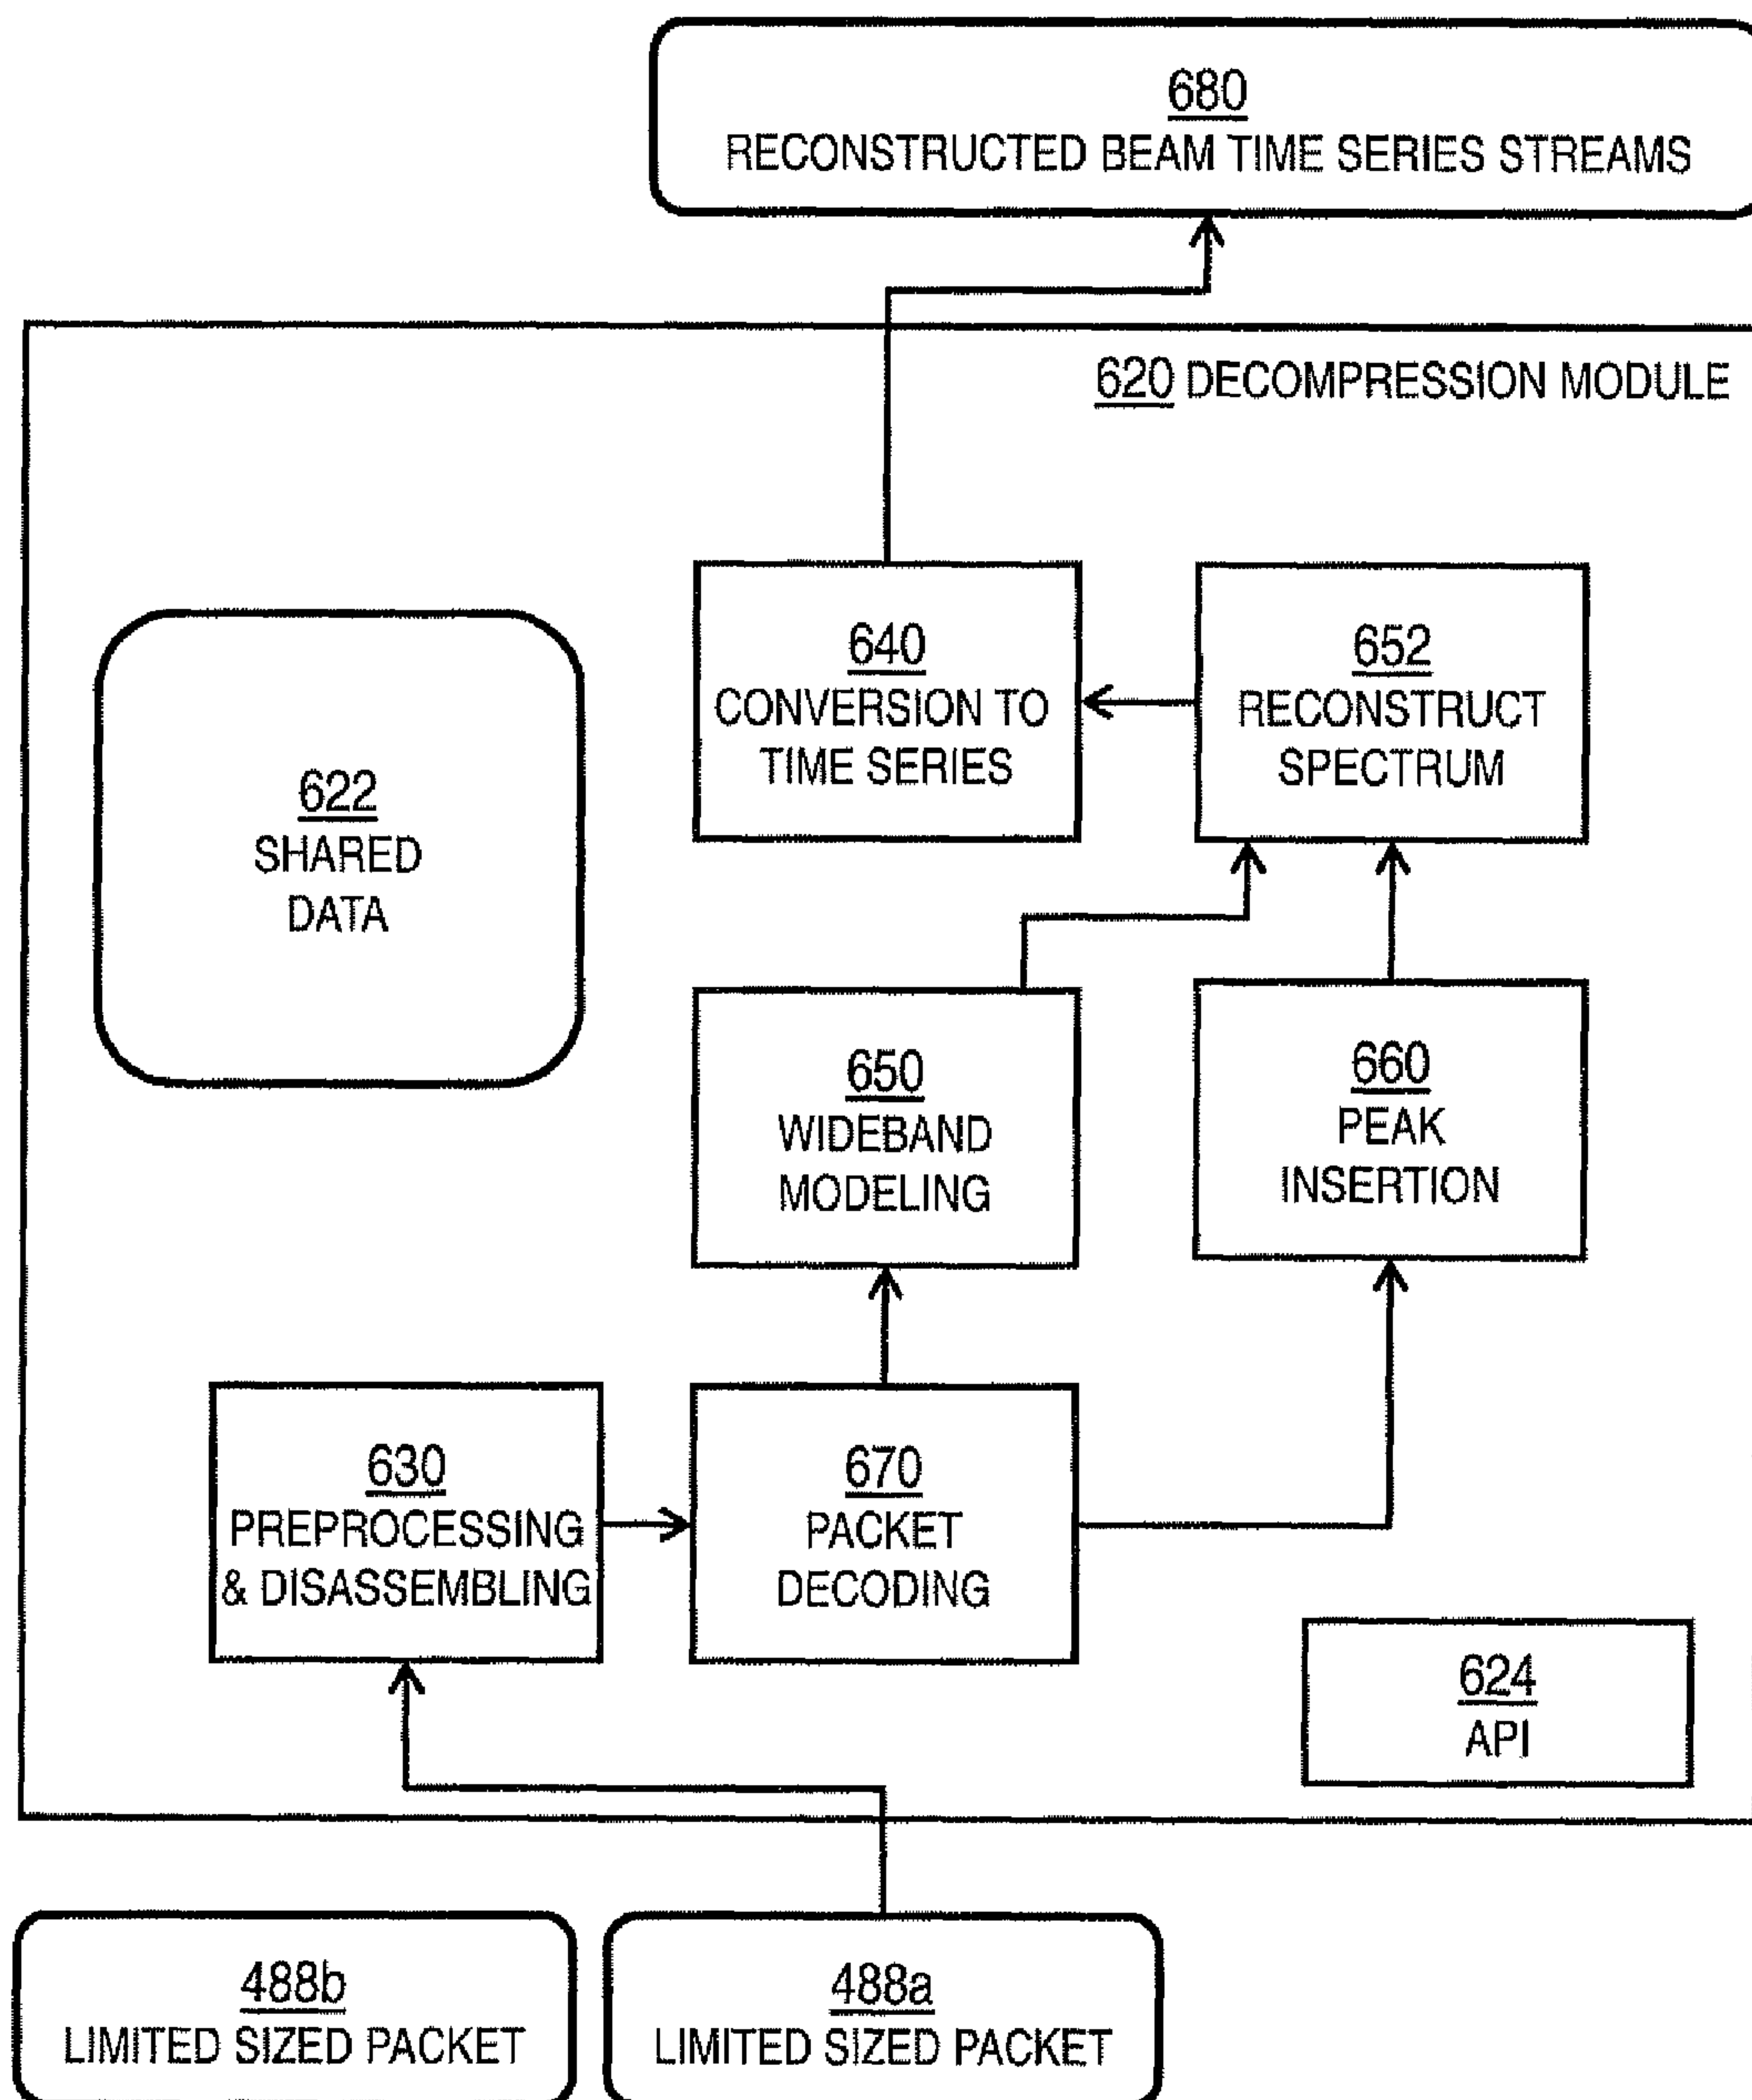 680
RECONSTRUCTED BEAM TIME SERIES STREAMS
620 DECOMPRESSION MODULE
640
CONVERSION TO
TIME SERIES
652
RECONSTRUCT
SPECTRUM
622
SHARED
DATA
650
WIDEBAND
MODELING
660
PEAK
INSERTION
630
PREPROCESSING
& DISASSEMBLING
670
PACKET
DECODING
624
API
488b
LIMITED SIZED PACKET
488a
LIMITED SIZED PACKET